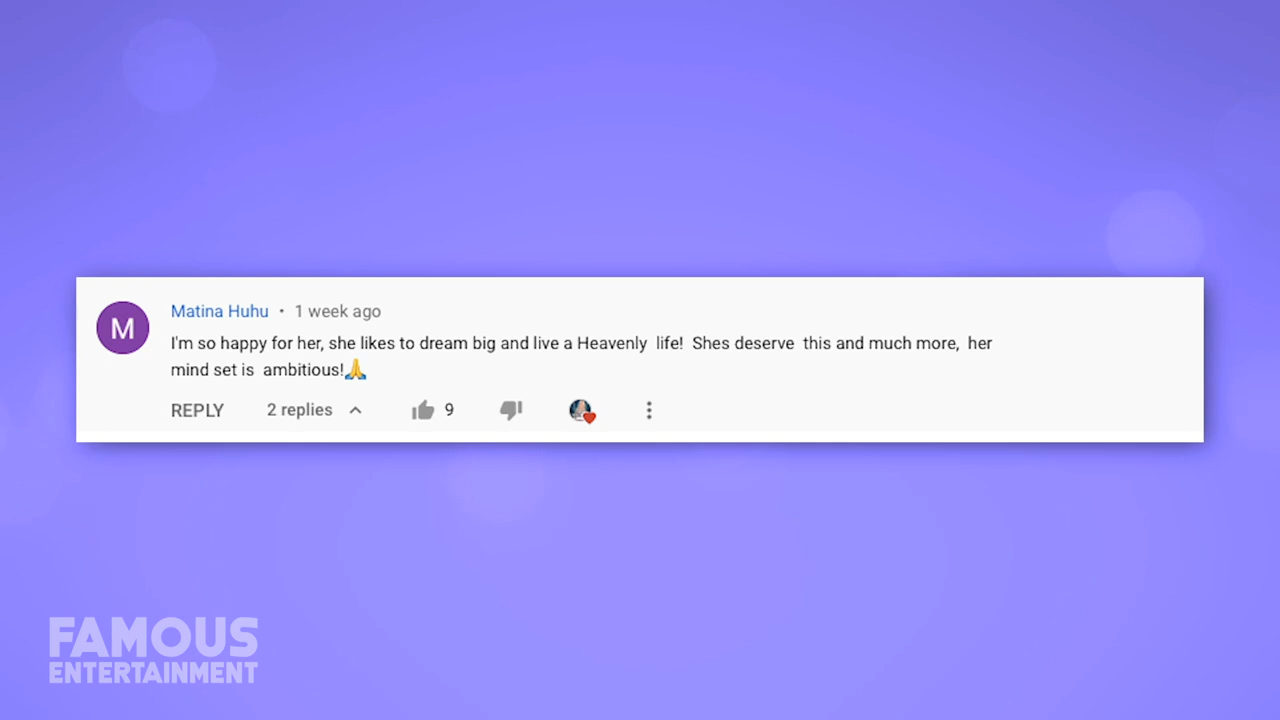 M
Matina Huhu • 1 week ago
I'm so happy for her, she likes to dream big and live a Heavenly  life!  Shes deserve  this and much more,  her
mind set is  ambitious!🙏
REPLY 2 replies 9
FAMOUS
ENTERTAINMENT